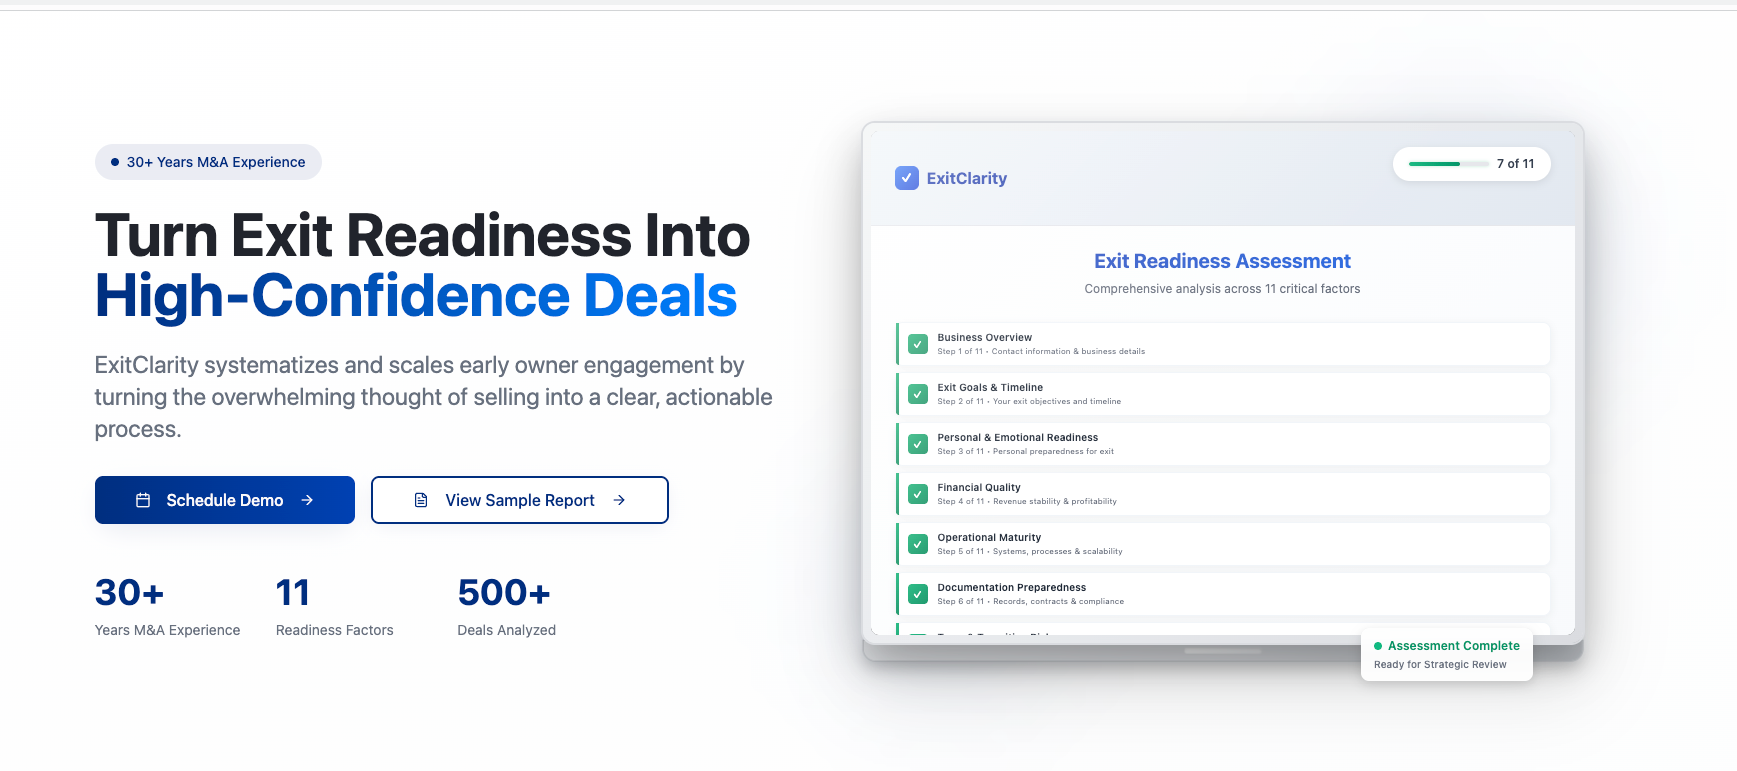 30+ Years M&A Experience
Turn Exit Readiness Into
High-Confidence Deals
ExitClarity systematizes and scales early owner engagement by
turning the overwhelming thought of selling into a clear, actionable
process.
Schedule Demo
View Sample Report
30+
Years M&A Experience
11
Readiness Factors
500+
Deals Analyzed
ExitClarity
7 of 11
Exit Readiness Assessment
Comprehensive analysis across 11 critical factors
Business Overview
Step 1 of 11 • Contact information & business details
Exit Goals & Timeline
Step 2 of 11 • Your exit objectives and timeline
Personal & Emotional Readiness
Step 3 of 11 • Personal preparedness for exit
Financial Quality
Step 4 of 11 • Revenue stability & profitability
Operational Maturity
Step 5 of 11 • Systems, processes & scalability
Documentation Preparedness
Step 6 of 11 • Records, contracts & compliance
Assessment Complete
Ready for Strategic Review